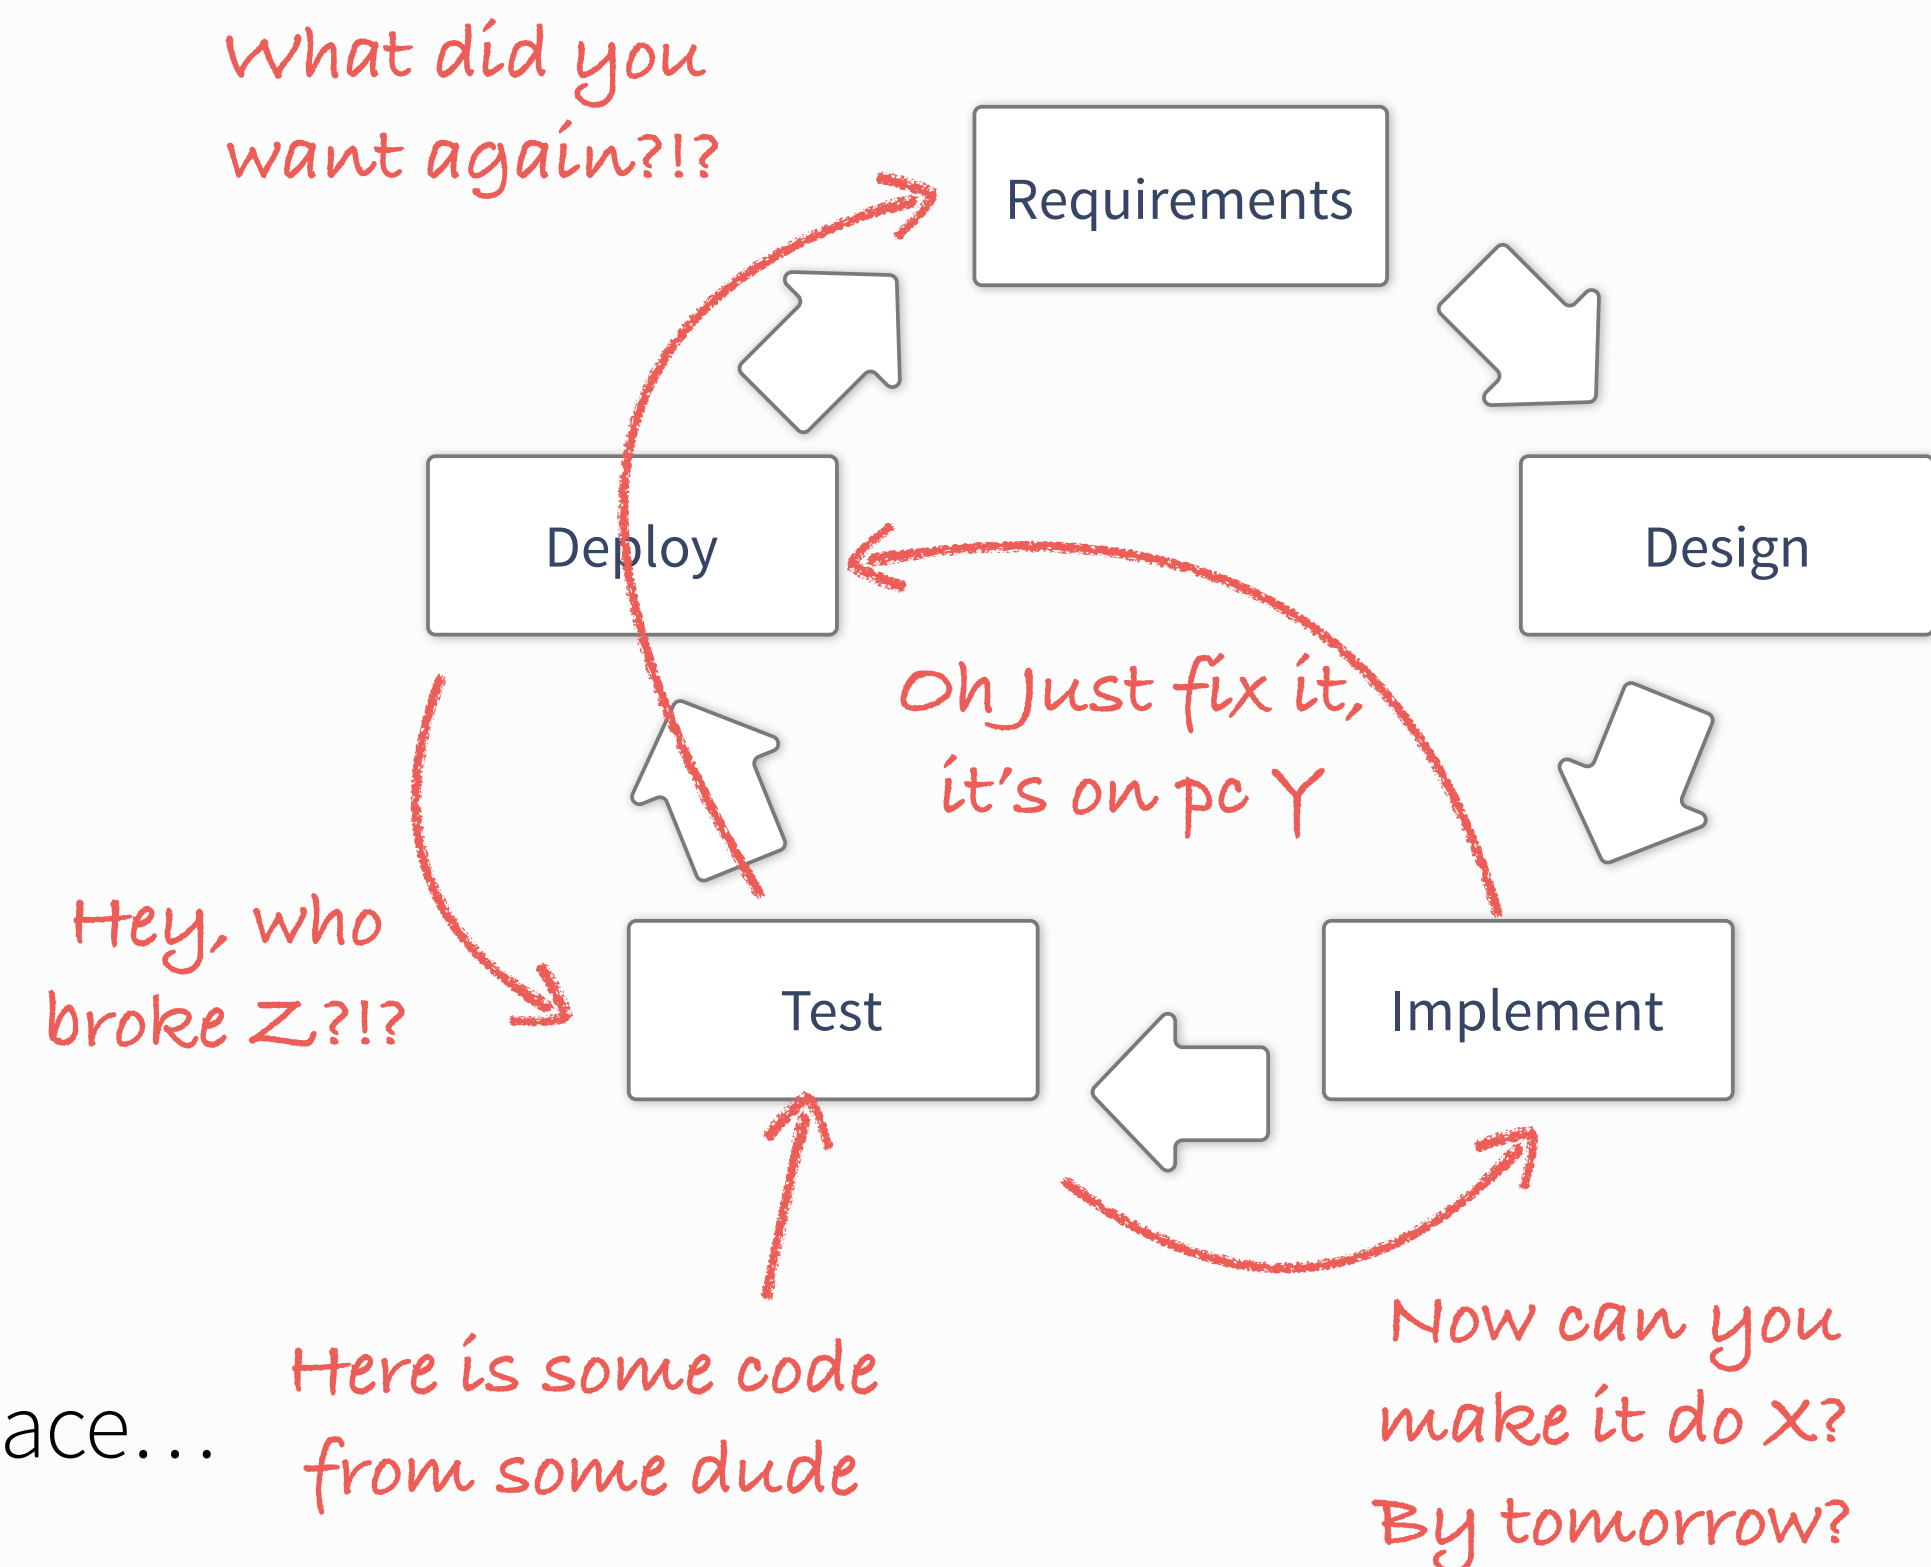 What did you
want again?!?
Requirements
Deploy
Design
Oh Just fix it,
it's on pc Y
Hey, who
broke Z?!?
Test
Implement
Here is some code
from some dude
ace…
Now can you
make it do X?
By tomorrow?